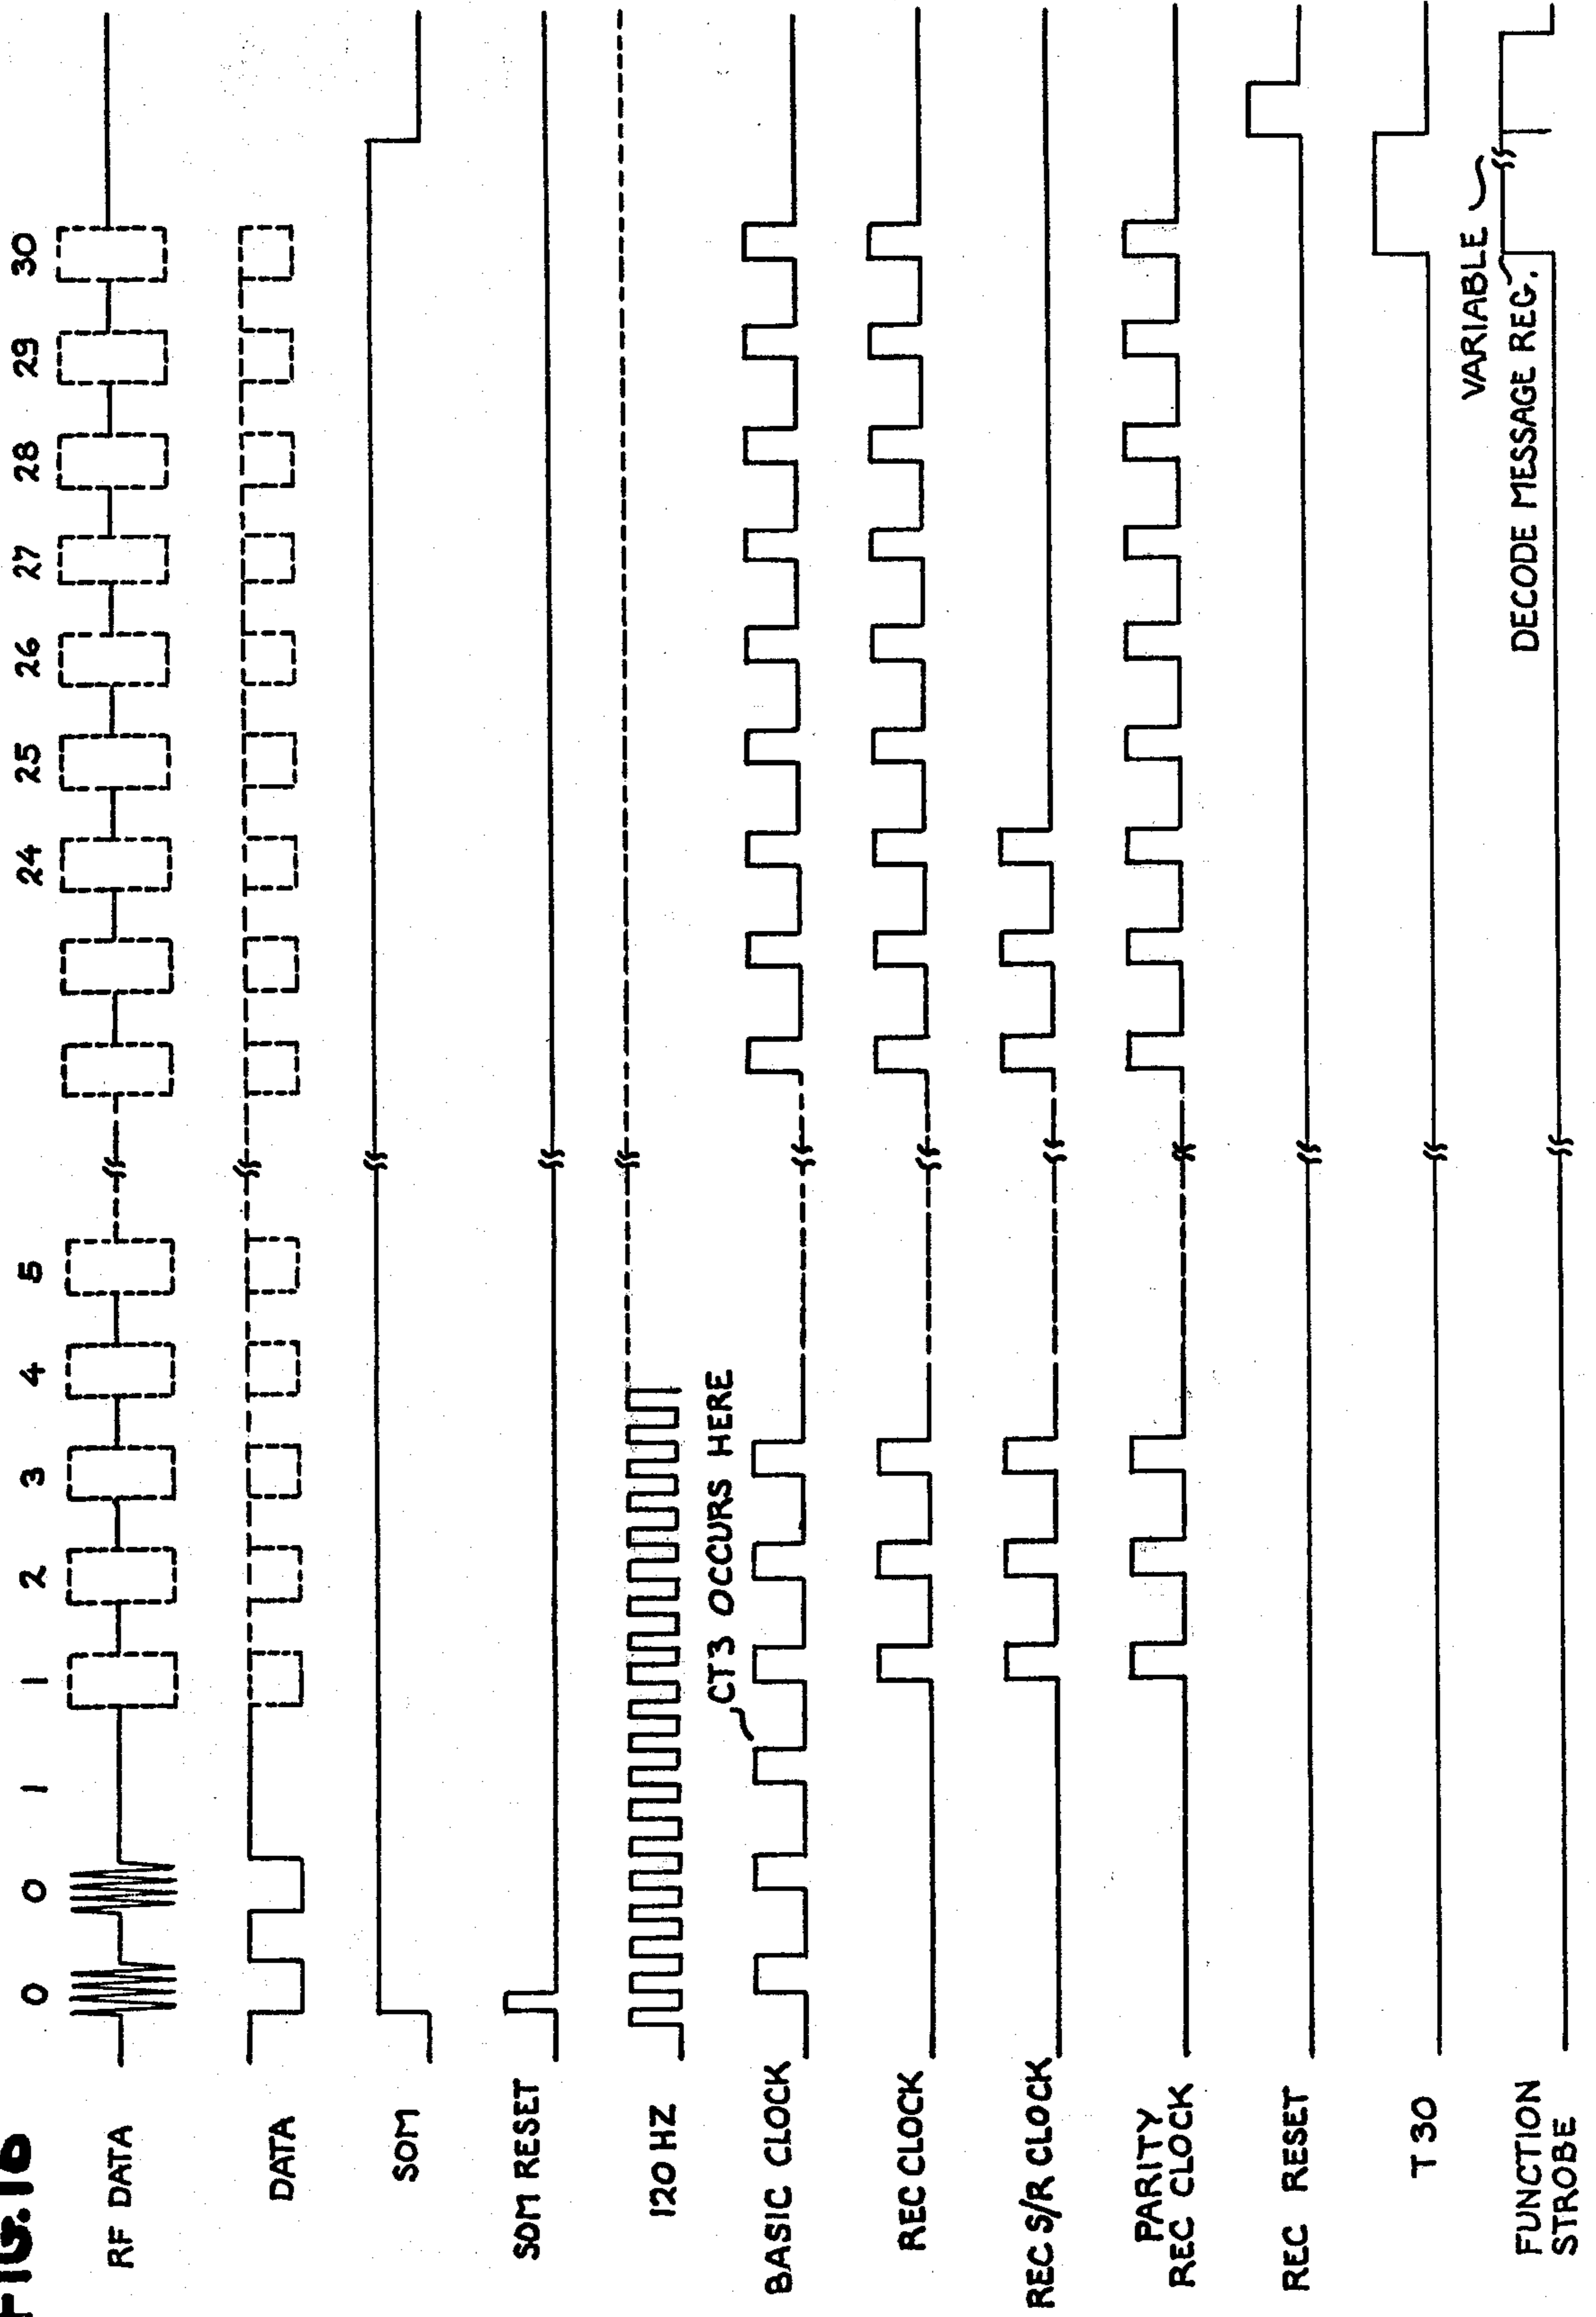 FIG.16
0 0 1 1 2 3 4 5 24 25 26 27 28 29 30
RF DATA
DATA
SOM
SOM RESET
120 HZ
CT3 OCCURS HERE
BASIC CLOCK
REC CLOCK
REC S/R CLOCK
PARITY
REC CLOCK
REC RESET
T 30
VARIABLE
DECODE MESSAGE REG.
FUNCTION
STROBE